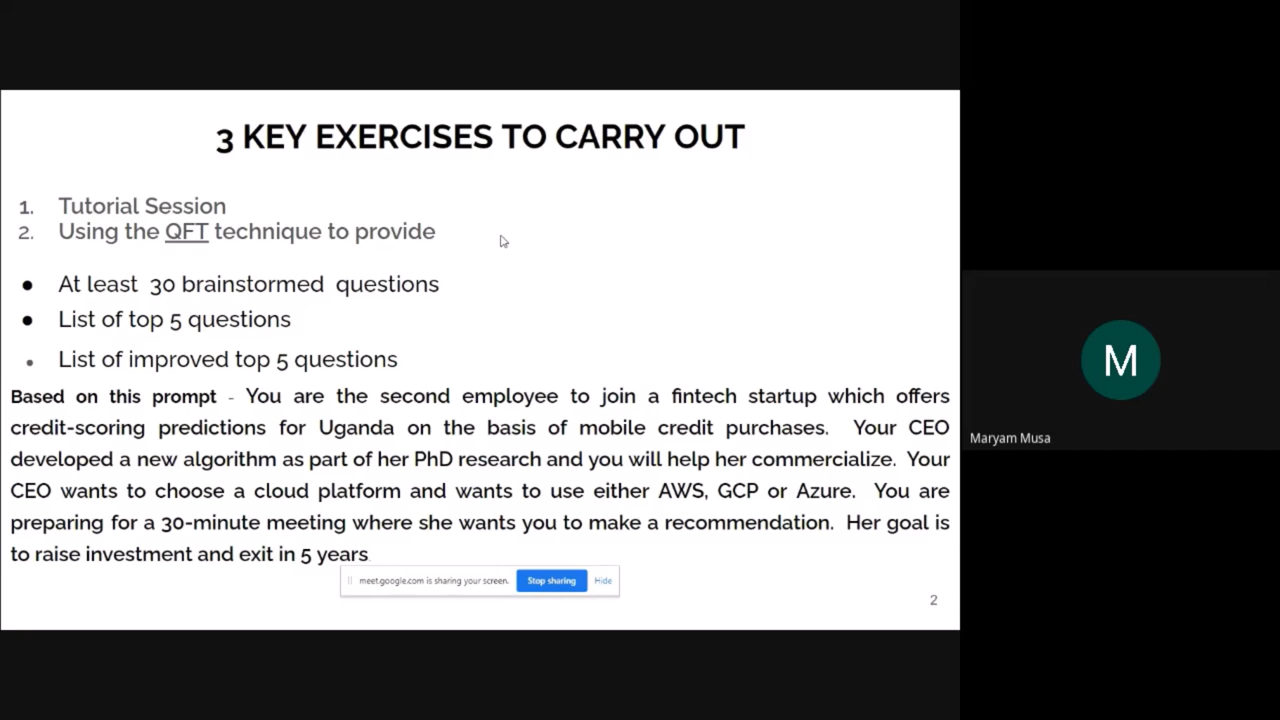 3 KEY EXERCISES TO CARRY OUT
1. Tutorial Session
2. Using the QFT technique to provide
● At least 30 brainstormed questions
● List of top 5 questions
● List of improved top 5 questions
Based on this prompt - You are the second employee to join a fintech startup which offers
credit-scoring predictions for Uganda on the basis of mobile credit purchases. Your CEO
developed a new algorithm as part of her PhD research and you will help her commercialize. Your
CEO wants to choose a cloud platform and wants to use either AWS, GCP or Azure. You are
preparing for a 30-minute meeting where she wants you to make a recommendation. Her goal is
to raise investment and exit in 5 years.
meet.google.com is sharing your screen. Stop sharing Hide
2
M
Maryam Musa